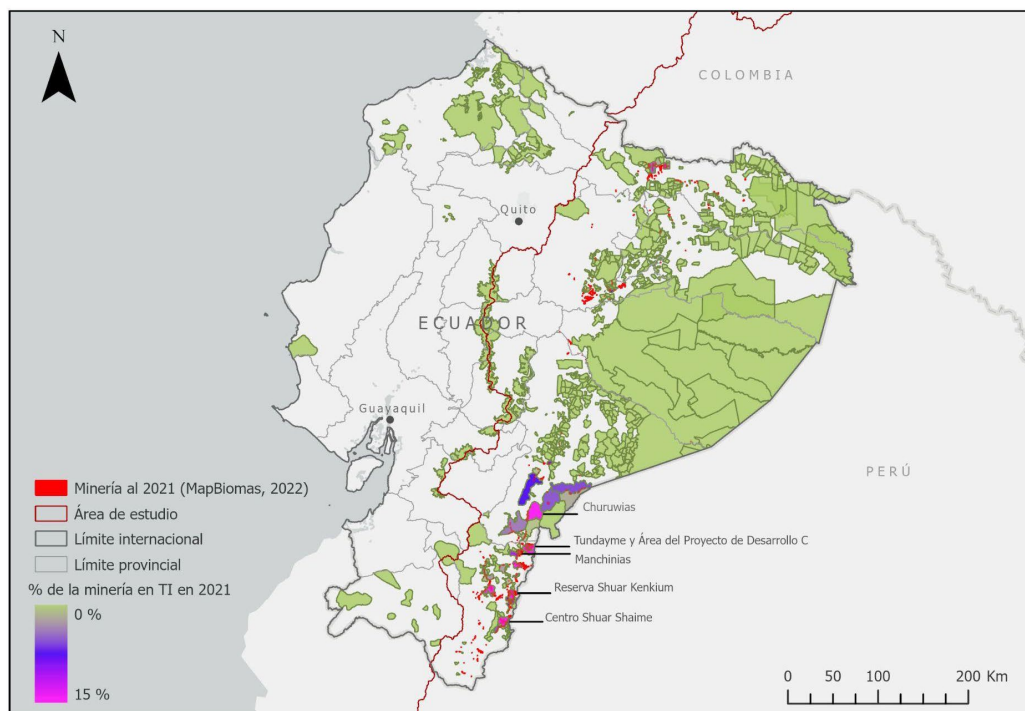 N
COLOMBIA
Quito
ECUADOR
Guayaquil
PERÚ
Churuwias
Tundayme y Área del Proyecto de Desarrollo C
Manchinias
Reserva Shuar Kenkium
Centro Shuar Shaime
Minería al 2021 (MapBiomas, 2022)
Área de estudio
Límite internacional
Límite provincial
% de la minería en TI en 2021
0 %
15 %
0 50 100 200 Km